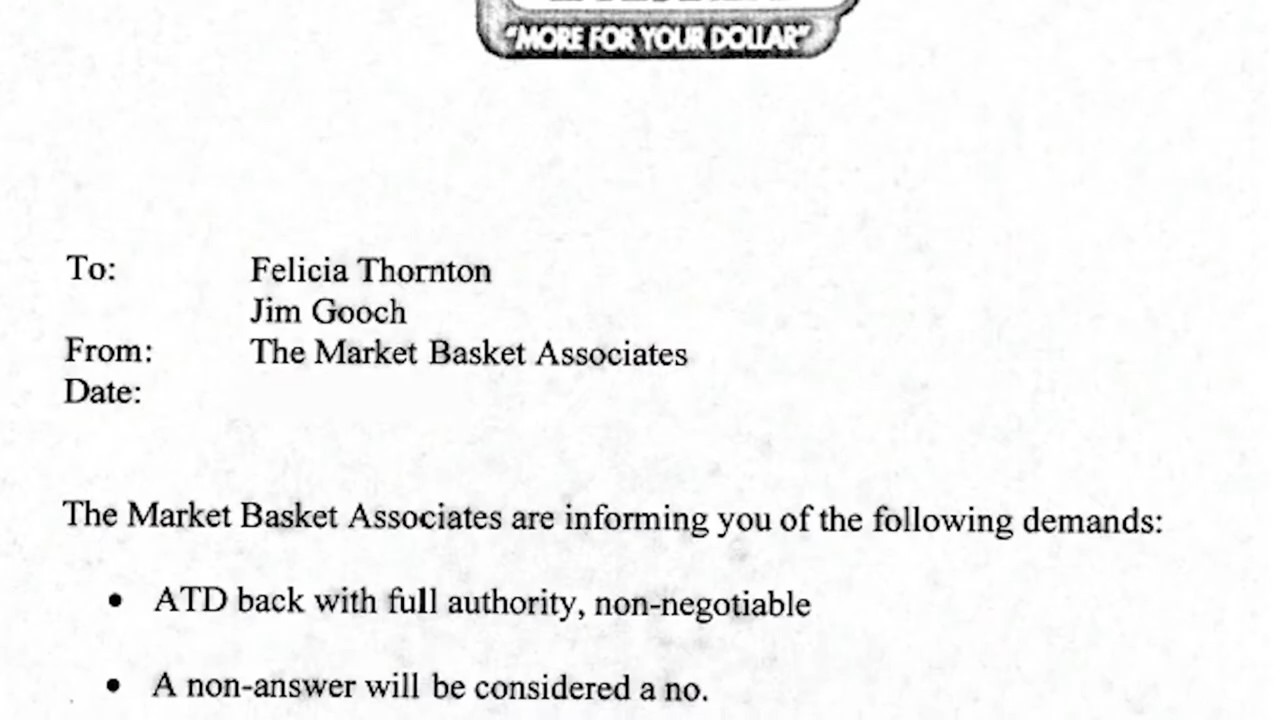 "MORE FOR YOUR DOLLAR"
To: Felicia Thornton
Jim Gooch
From: The Market Basket Associates
Date:
The Market Basket Associates are informing you of the following demands:
• ATD back with full authority, non-negotiable
• A non-answer will be considered a no.